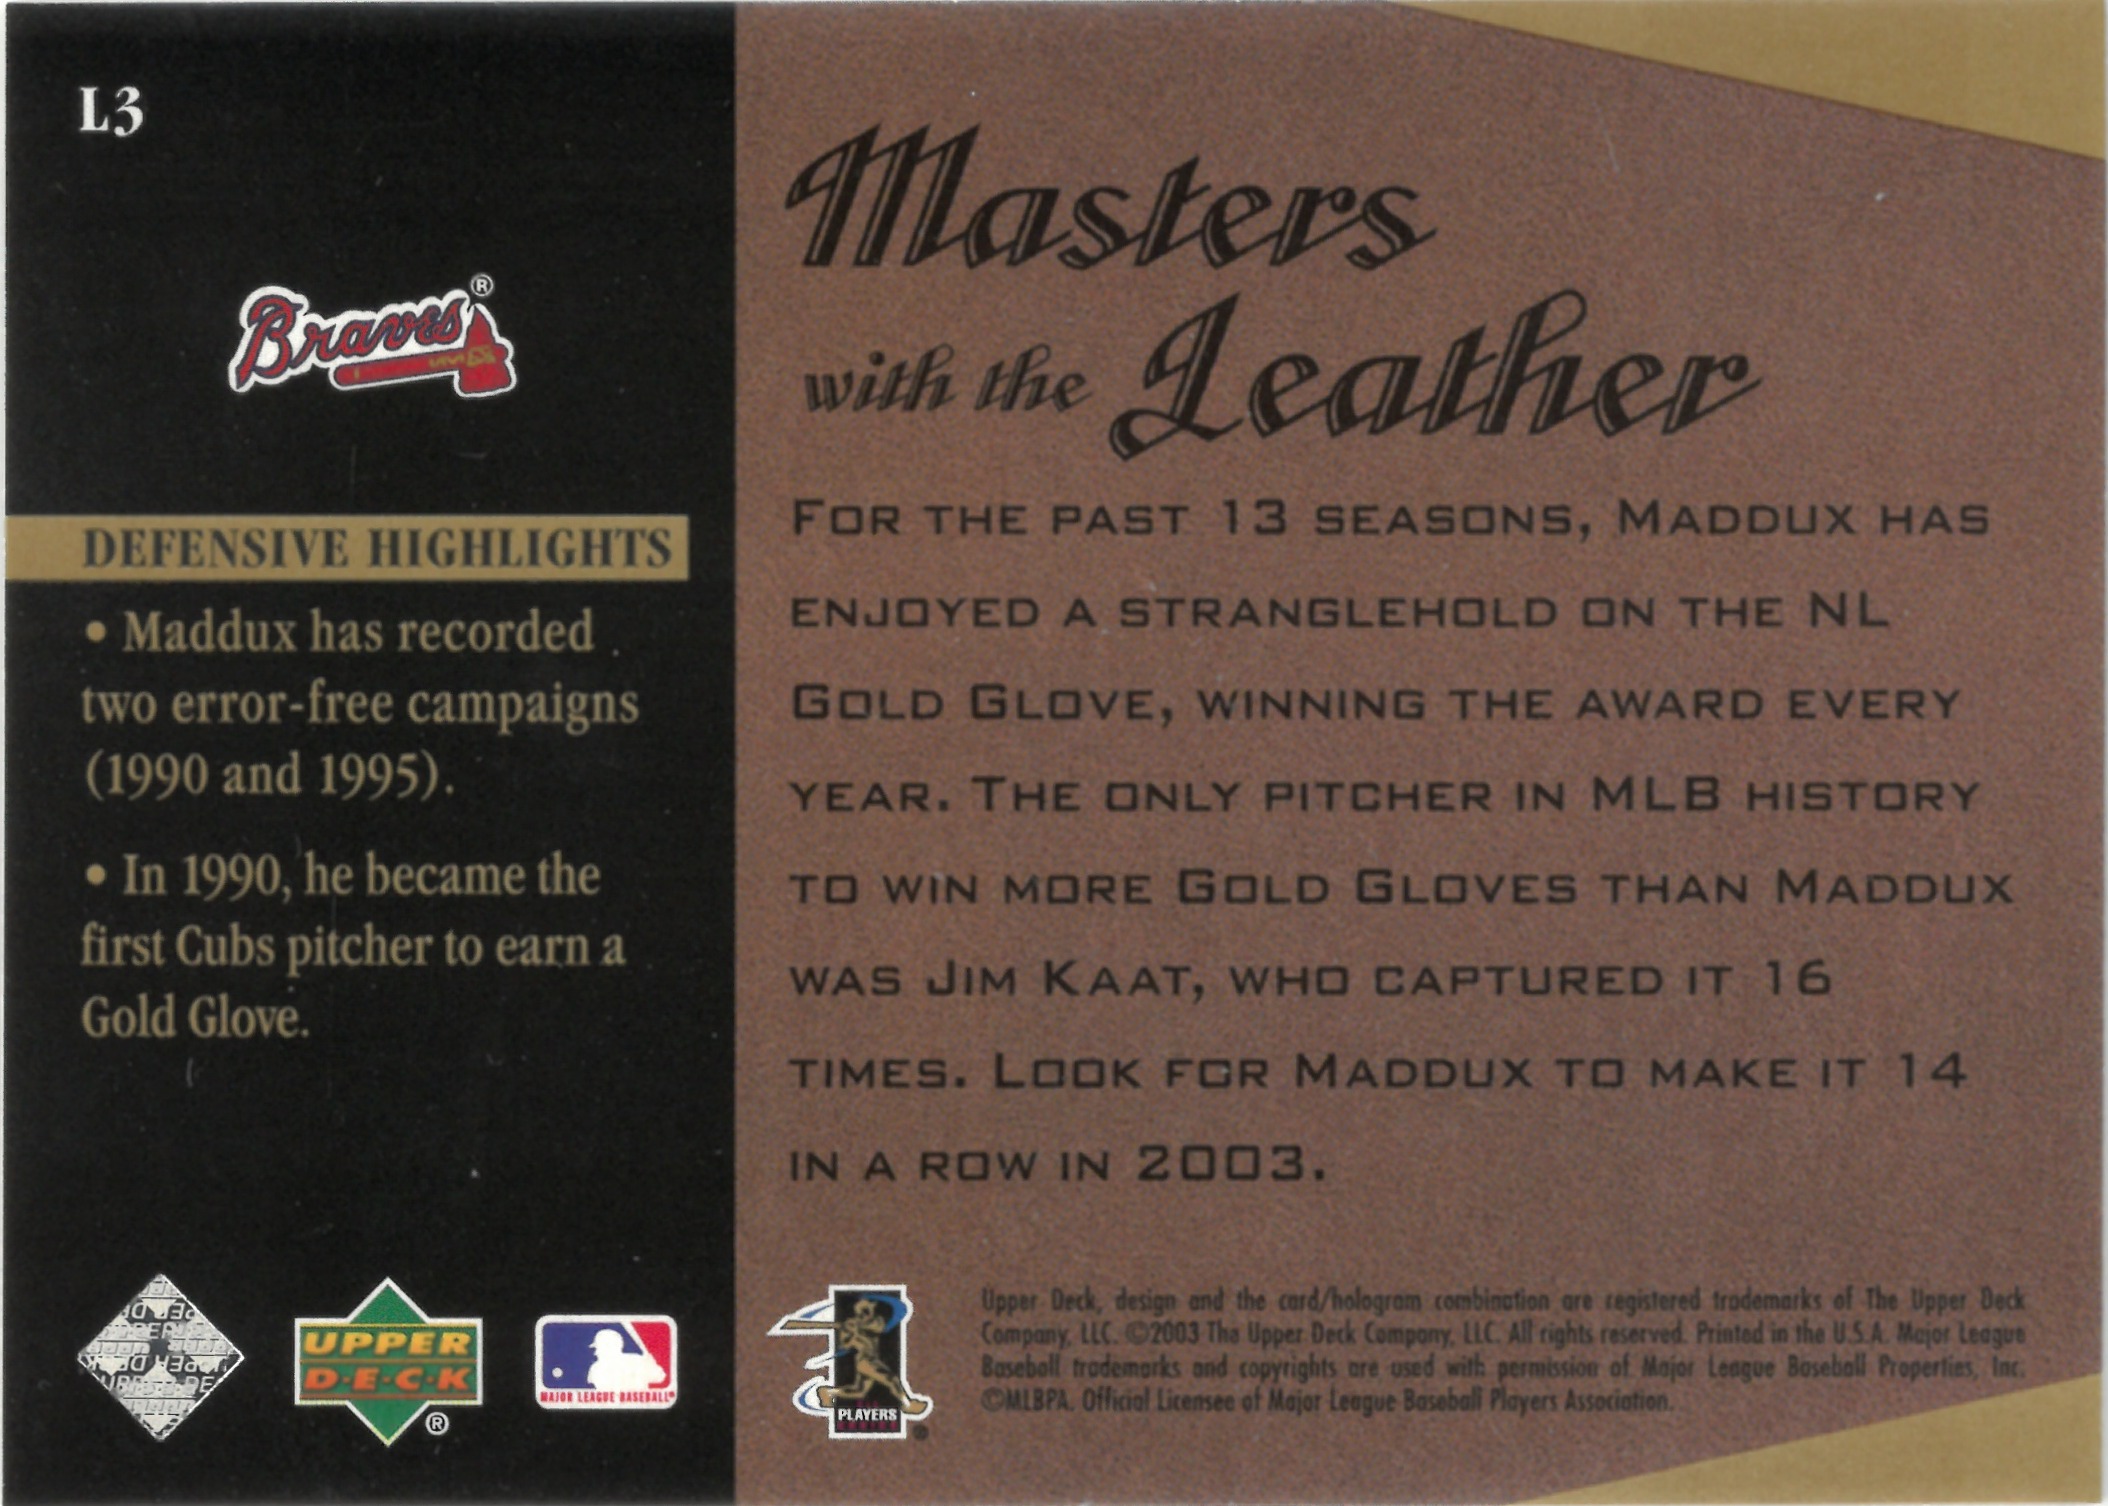 L3
Braves®
DEFENSIVE HIGHLIGHTS
• Maddux has recorded
two error-free campaigns
(1990 and 1995).
• In 1990, he became the
first Cubs pitcher to earn a
Gold Glove.
UPPER
D·E·C·K
®
MAJOR LEAGUE BASEBALL®
Masters
with the Leather
FOR THE PAST 13 SEASONS, MADDUX HAS
ENJOYED A STRANGLEHOLD ON THE NL
GOLD GLOVE, WINNING THE AWARD EVERY
YEAR. THE ONLY PITCHER IN MLB HISTORY
TO WIN MORE GOLD GLOVES THAN MADDUX
WAS JIM KAAT, WHO CAPTURED IT 16
TIMES. LOOK FOR MADDUX TO MAKE IT 14
IN A ROW IN 2003.
PLAYERS
Upper Deck, design and the card/hologram combination are registered trademarks of The Upper Deck
Company, LLC. ©2003 The Upper Deck Company, LLC. All rights reserved. Printed in the U.S.A. Major League
Baseball trademarks and copyrights are used with permission of Major League Baseball Properties, Inc.
©MLBPA. Official Licensee of Major League Baseball Players Association.